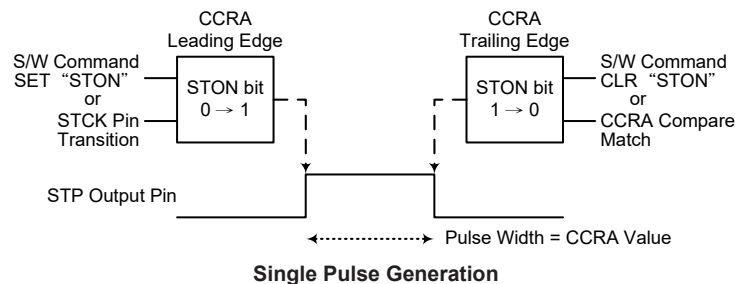 CCRA
Leading Edge
CCRA
Trailing Edge
S/W Command
SET “STON”
or
STCK Pin
Transition
STON bit
0 → 1
STON bit
1 → 0
S/W Command
CLR “STON”
or
CCRA Compare
Match
STP Output Pin
Pulse Width = CCRA Value
Single Pulse Generation